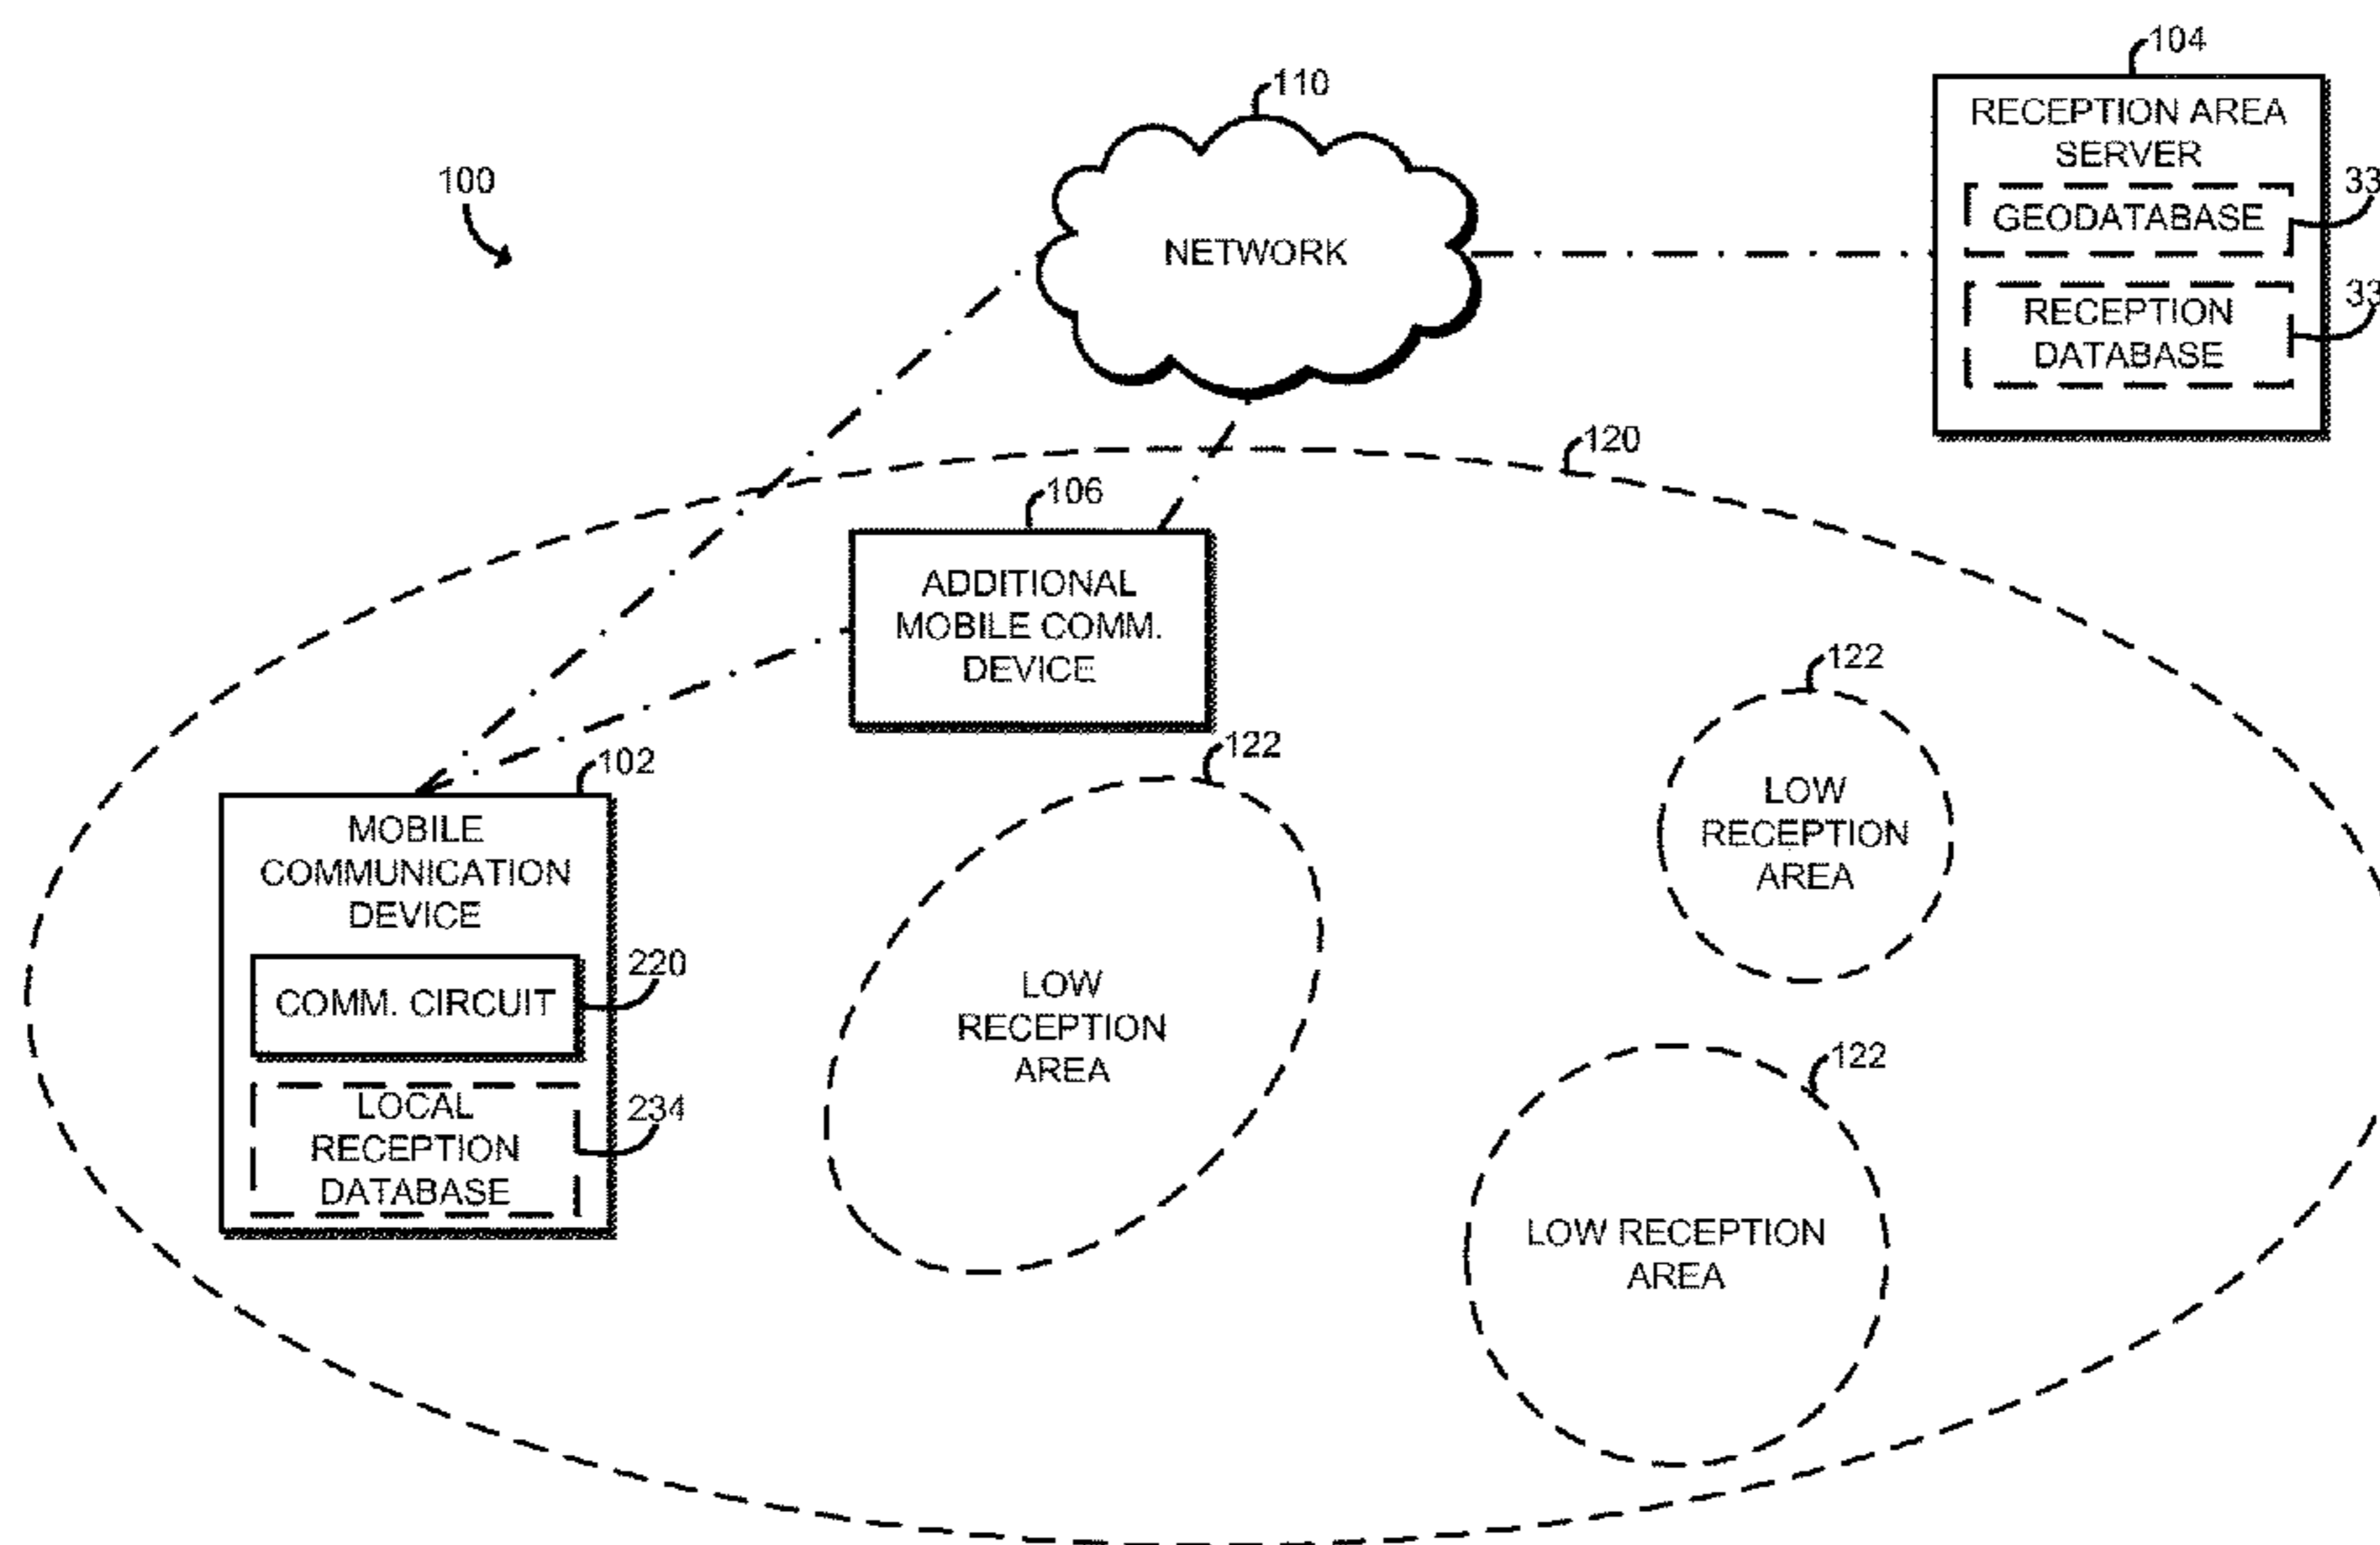 104
110
RECEPTION AREA
SERVER
100
33
GEODATABASE
NETWORK
33
RECEPTION
DATABASE
120
106
ADDITIONAL
MOBILE COMM.
DEVICE
122
122
102
LOW
RECEPTION
AREA
MOBILE
COMMUNICATION
DEVICE
220
COMM. CIRCUIT
LOW
RECEPTION
AREA
122
234
LOCAL
RECEPTION
DATABASE
LOW RECEPTION
AREA